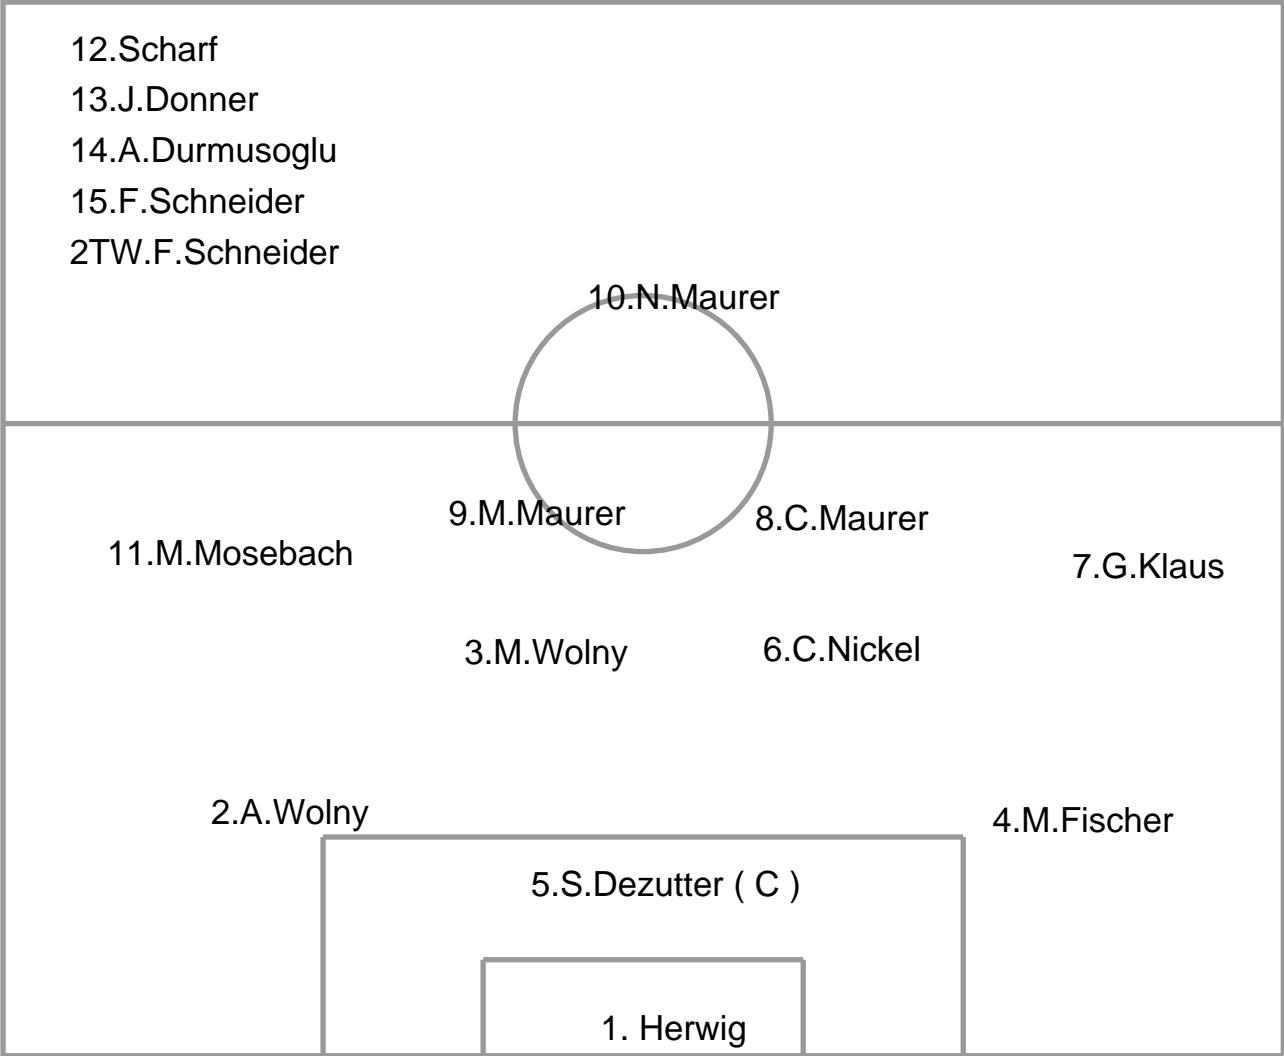 12.Scharf
13.J.Donner
14.A.Durmusoglu
15.F.Schneider
2TW.F.Schneider
10.N.Maurer
9.M.Maurer
8.C.Maurer
11.M.Mosebach
7.G.Klaus
3.M.Wolny
6.C.Nickel
2.A.Wolny
4.M.Fischer
5.S.Dezutter ( C )
1. Herwig